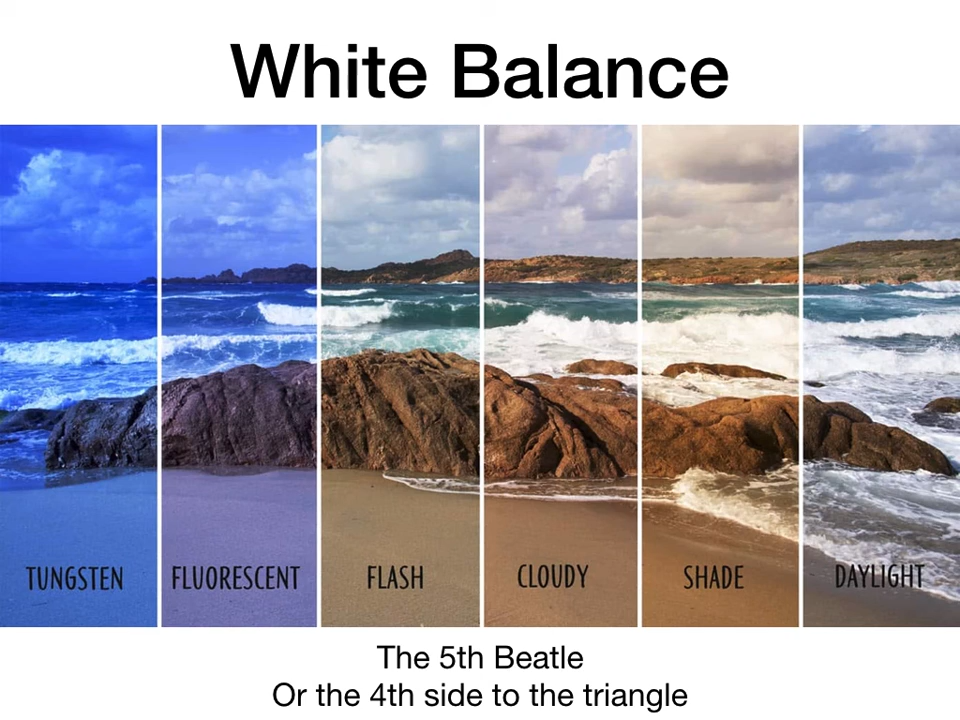 White Balance
TUNGSTEN
FLUORESCENT
FLASH
CLOUDY
SHADE
DAYLIGHT
The 5th Beatle
Or the 4th side to the triangle